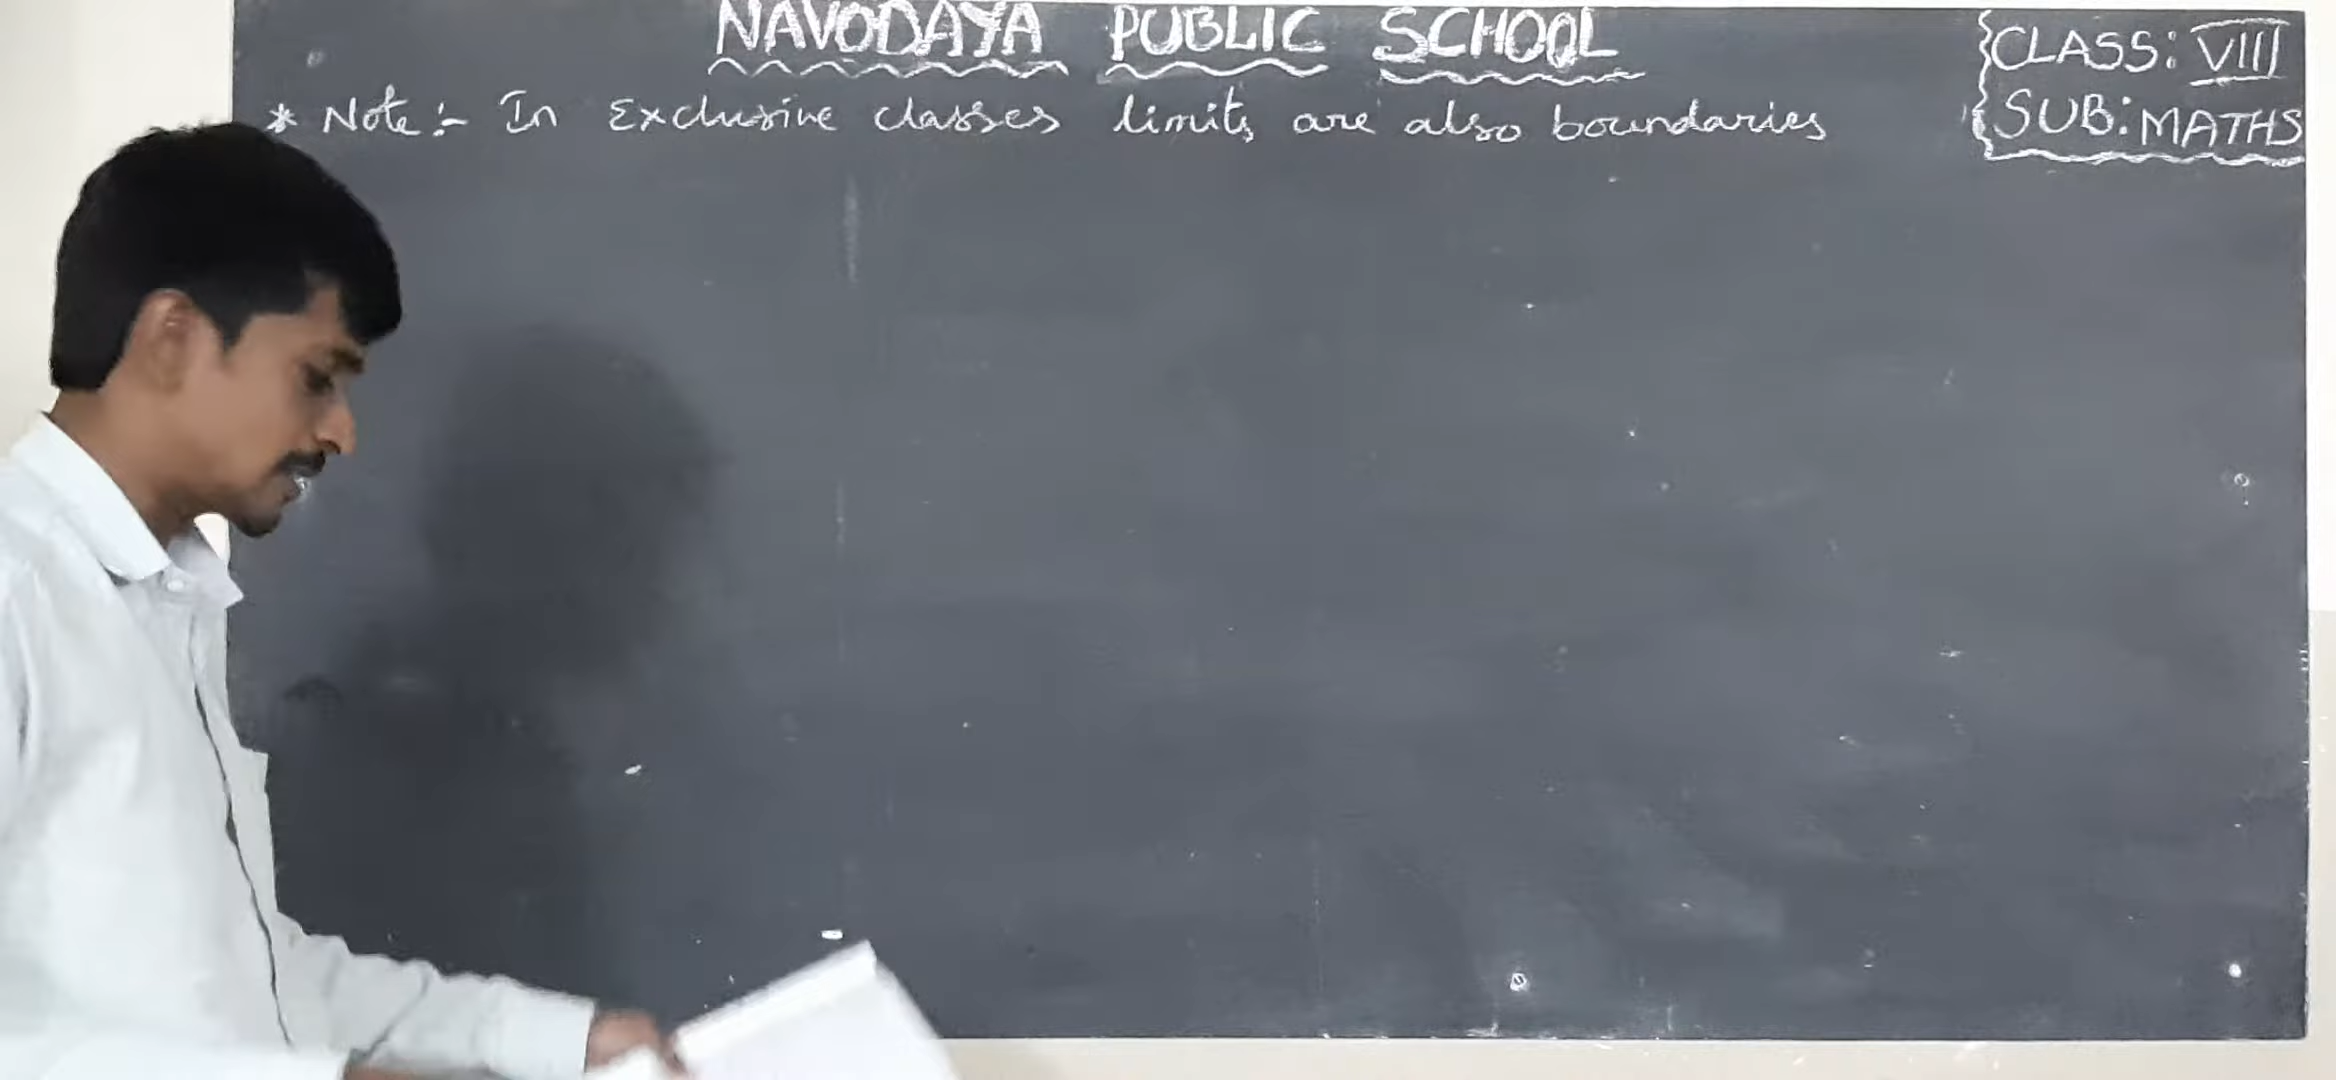 NAVODAYA PUBLIC SCHOOL
CLASS: VIII
SUB: MATHS
* Note :- In Exclusive classes limits are also boundaries